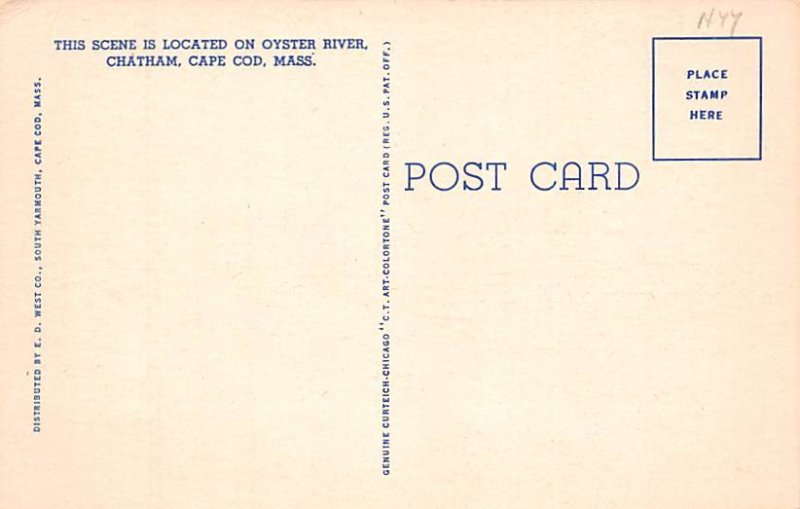 THIS SCENE IS LOCATED ON OYSTER RIVER,
CHATHAM, CAPE COD, MASS.
DISTRIBUTED BY E. D. WEST CO., SOUTH YARMOUTH, CAPE COD, MASS.
GENUINE CURTEICH-CHICAGO "C.T. ART-COLORTONE" POST CARD (REG. U.S. PAT. OFF.)
POST CARD
PLACE
STAMP
HERE